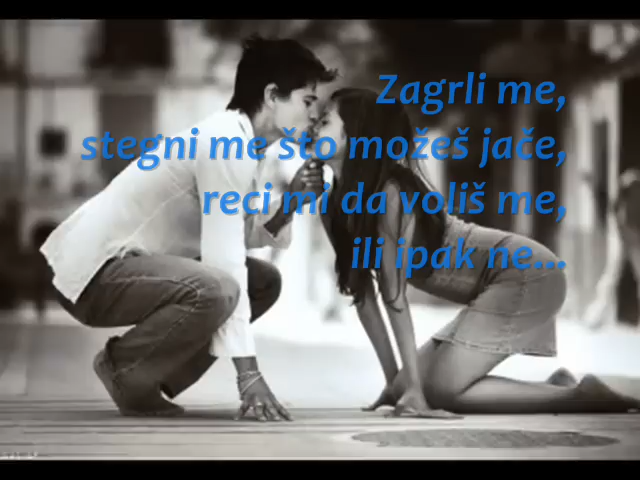 Zagrli me,
stegni me što možeš jače,
reci mi da voliš me,
ili ipak ne...